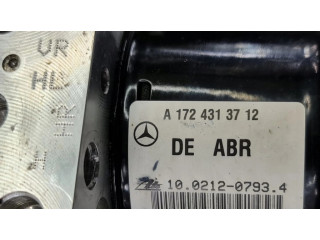 VR
HL
HR
A 172 431 37 12
DE ABR
10.0212-0793.4